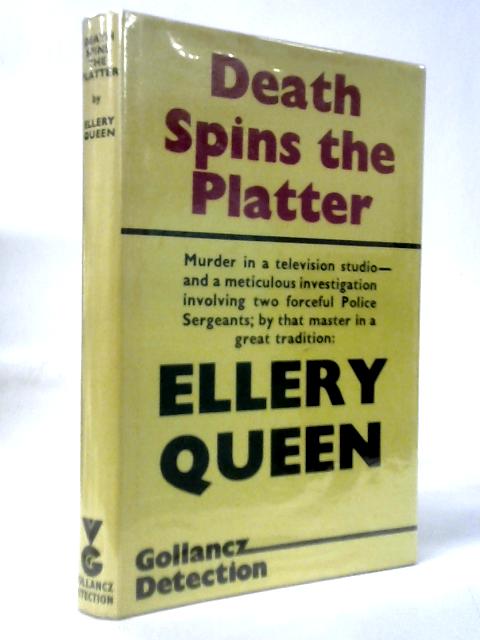 DEATH
SPINS
THE
PLATTER
by
ELLERY
QUEEN
VG
GOLLANCZ
DETECTION
Death
Spins the
Platter
Murder in a television studio—
and a meticulous investigation
involving two forceful Police
Sergeants; by that master in a
great tradition:
ELLERY
QUEEN
Gollancz
Detection